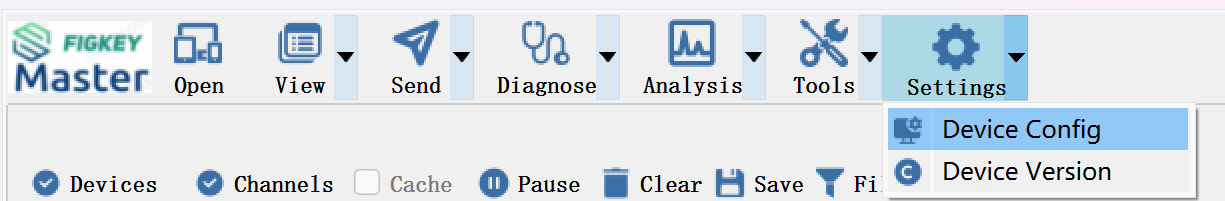 FIGKEY
Master
Open View Send Diagnose Analysis Tools Settings
Device Config
Device Version
Devices Channels Cache Pause Clear Save